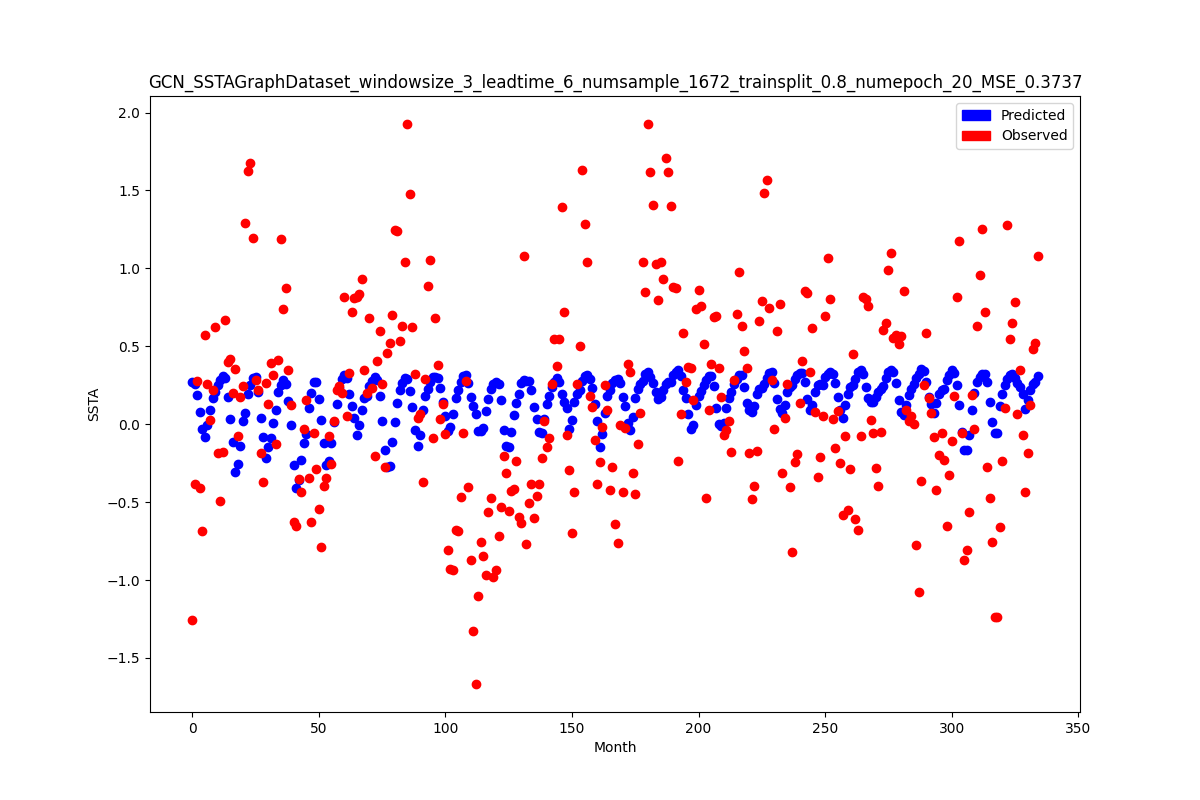 GCN_SSTAGraphDataset_windowsize_3_leadtime_6_numsample_1672_trainsplit_0.8_numepoch_20_MSE_0.3737
Predicted
Observed
2.0
1.5
1.0
0.5
0.0
−0.5
−1.0
−1.5
SSTA
0 50 100 150 200 250 300 350
Month